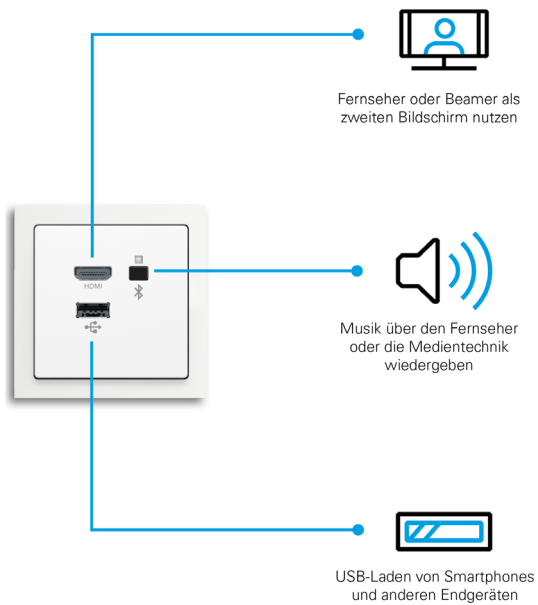 Fernseher oder Beamer als
zweiten Bildschirm nutzen
HDMI
Musik über den Fernseher
oder die Medientechnik
wiedergeben
USB-Laden von Smartphones
und anderen Endgeräten